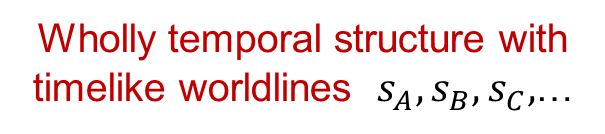 Wholly temporal structure with
timelike worldlines s_A, s_B, s_C,…